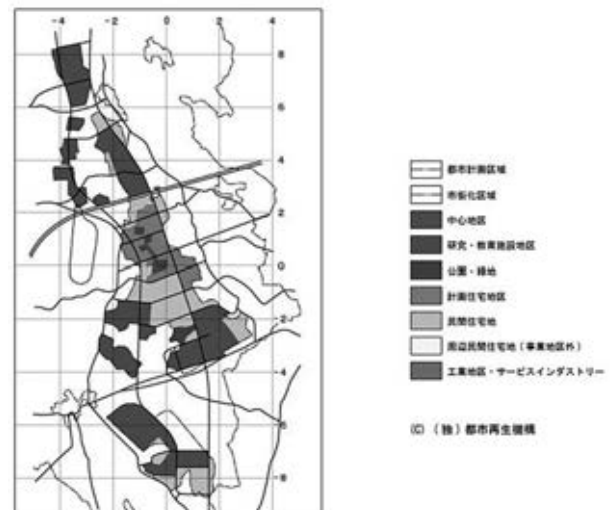 -4 -2 0 2 4
8
6
4
2
0
-2
-4
6
-8
都市計画区域
市街化区域
中心地区
研究・教育施設地区
公園・緑地
計画住宅地区
民間住宅地
周辺民間住宅地（事業地区外）
工業地区・サービスインダストリー
(C) （独）都市再生機構